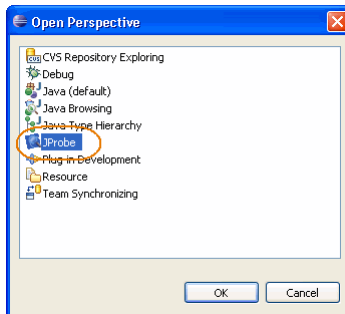 Open Perspective
CVS Repository Exploring
Debug
Java (default)
Java Browsing
Java Type Hierarchy
JProbe
Plug-in Development
Resource
Team Synchronizing
OK
Cancel